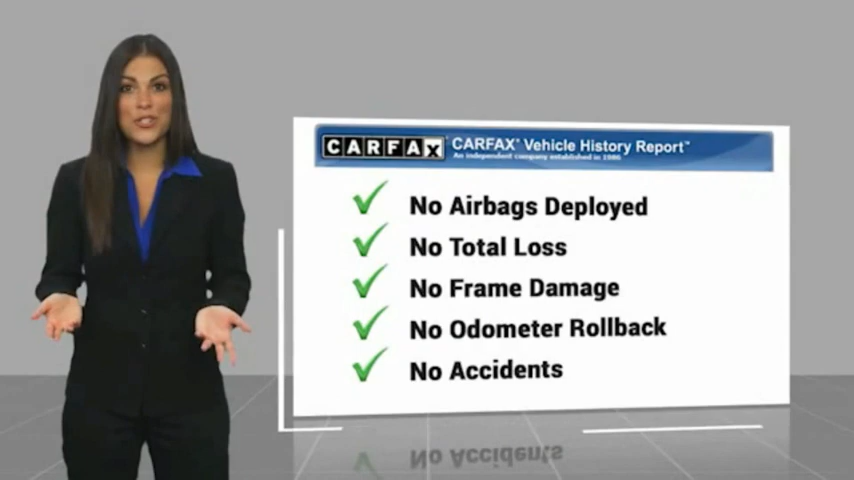 CARFAX
CARFAX® Vehicle History Report™
An independent company established in 1986
No Airbags Deployed
No Total Loss
No Frame Damage
No Odometer Rollback
No Accidents
No Accidents